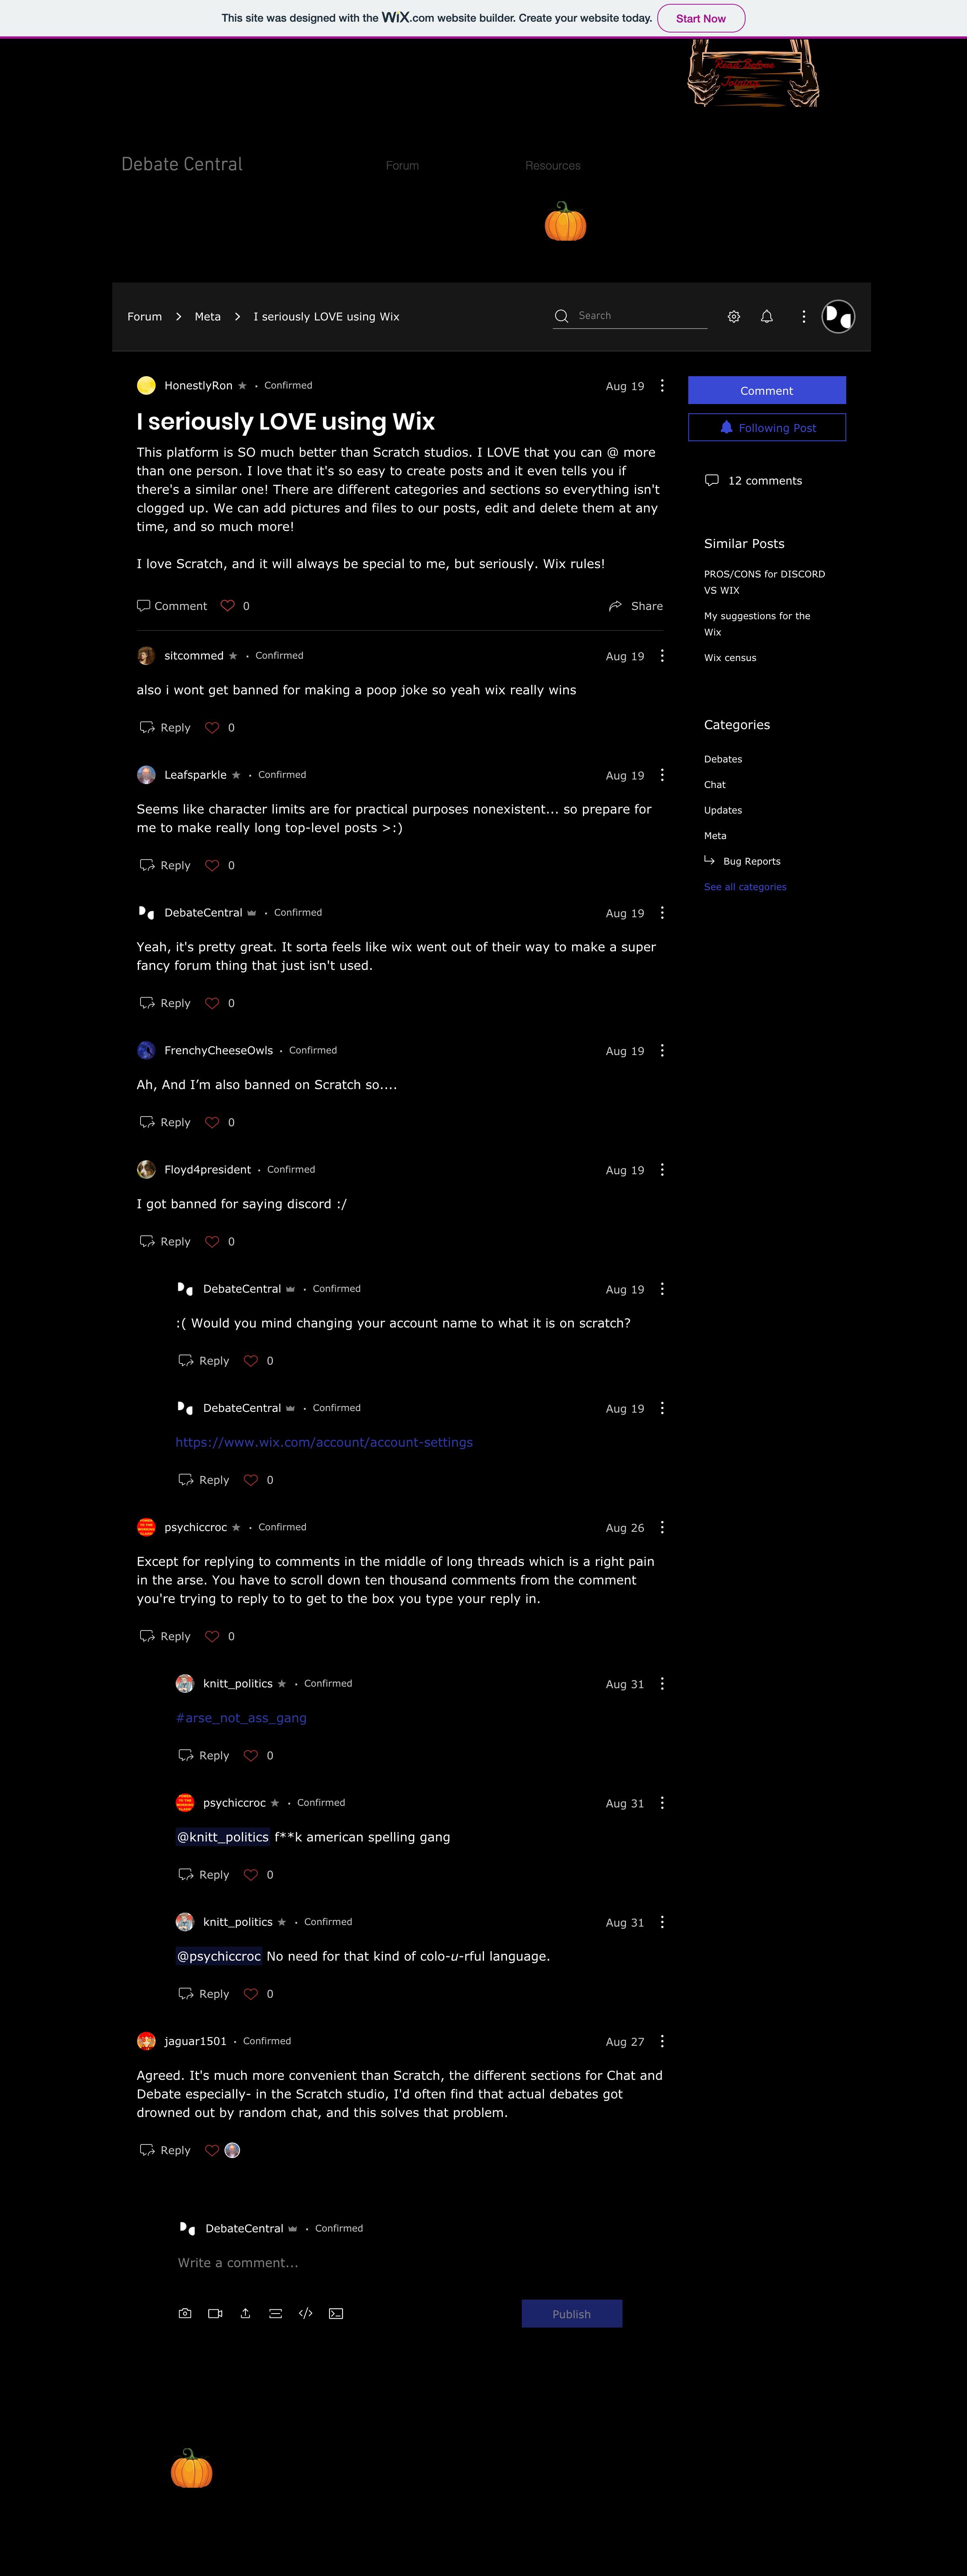 This site was designed with the WiX.com website builder. Create your website today. Start Now
Read Before
Joining
Debate Central Forum Resources
Forum > Meta > I seriously LOVE using Wix Search
HonestlyRon Confirmed Aug 19
I seriously LOVE using Wix
This platform is SO much better than Scratch studios. I LOVE that you can @ more
than one person. I love that it's so easy to create posts and it even tells you if
there's a similar one! There are different categories and sections so everything isn't
clogged up. We can add pictures and files to our posts, edit and delete them at any
time, and so much more!
I love Scratch, and it will always be special to me, but seriously. Wix rules!
Comment 0 Share
Comment
Following Post
12 comments
Similar Posts
PROS/CONS for DISCORD
VS WIX
My suggestions for the
Wix
Wix census
Categories
Debates
Chat
Updates
Meta
Bug Reports
See all categories
sitcommed Confirmed Aug 19
also i wont get banned for making a poop joke so yeah wix really wins
Reply 0
Leafsparkle Confirmed Aug 19
Seems like character limits are for practical purposes nonexistent... so prepare for
me to make really long top-level posts >:)
Reply 0
DebateCentral Confirmed Aug 19
Yeah, it's pretty great. It sorta feels like wix went out of their way to make a super
fancy forum thing that just isn't used.
Reply 0
FrenchyCheeseOwls Confirmed Aug 19
Ah, And I’m also banned on Scratch so....
Reply 0
Floyd4president Confirmed Aug 19
I got banned for saying discord :/
Reply 0
DebateCentral Confirmed Aug 19
:( Would you mind changing your account name to what it is on scratch?
Reply 0
DebateCentral Confirmed Aug 19
https://www.wix.com/account/account-settings
Reply 0
psychiccroc Confirmed Aug 26
Except for replying to comments in the middle of long threads which is a right pain
in the arse. You have to scroll down ten thousand comments from the comment
you're trying to reply to to get to the box you type your reply in.
Reply 0
knitt_politics Confirmed Aug 31
#arse_not_ass_gang
Reply 0
psychiccroc Confirmed Aug 31
@knitt_politics f**k american spelling gang
Reply 0
knitt_politics Confirmed Aug 31
@psychiccroc No need for that kind of colo-u-rful language.
Reply 0
jaguar1501 Confirmed Aug 27
Agreed. It's much more convenient than Scratch, the different sections for Chat and
Debate especially- in the Scratch studio, I'd often find that actual debates got
drowned out by random chat, and this solves that problem.
Reply
DebateCentral Confirmed
Write a comment...
Publish